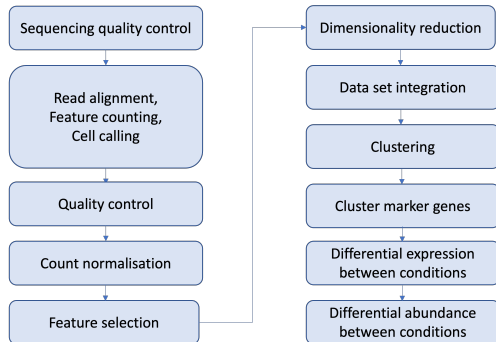 Sequencing quality control
Read alignment,
Feature counting,
Cell calling
Quality control
Count normalisation
Feature selection
Dimensionality reduction
Data set integration
Clustering
Cluster marker genes
Differential expression
between conditions
Differential abundance
between conditions